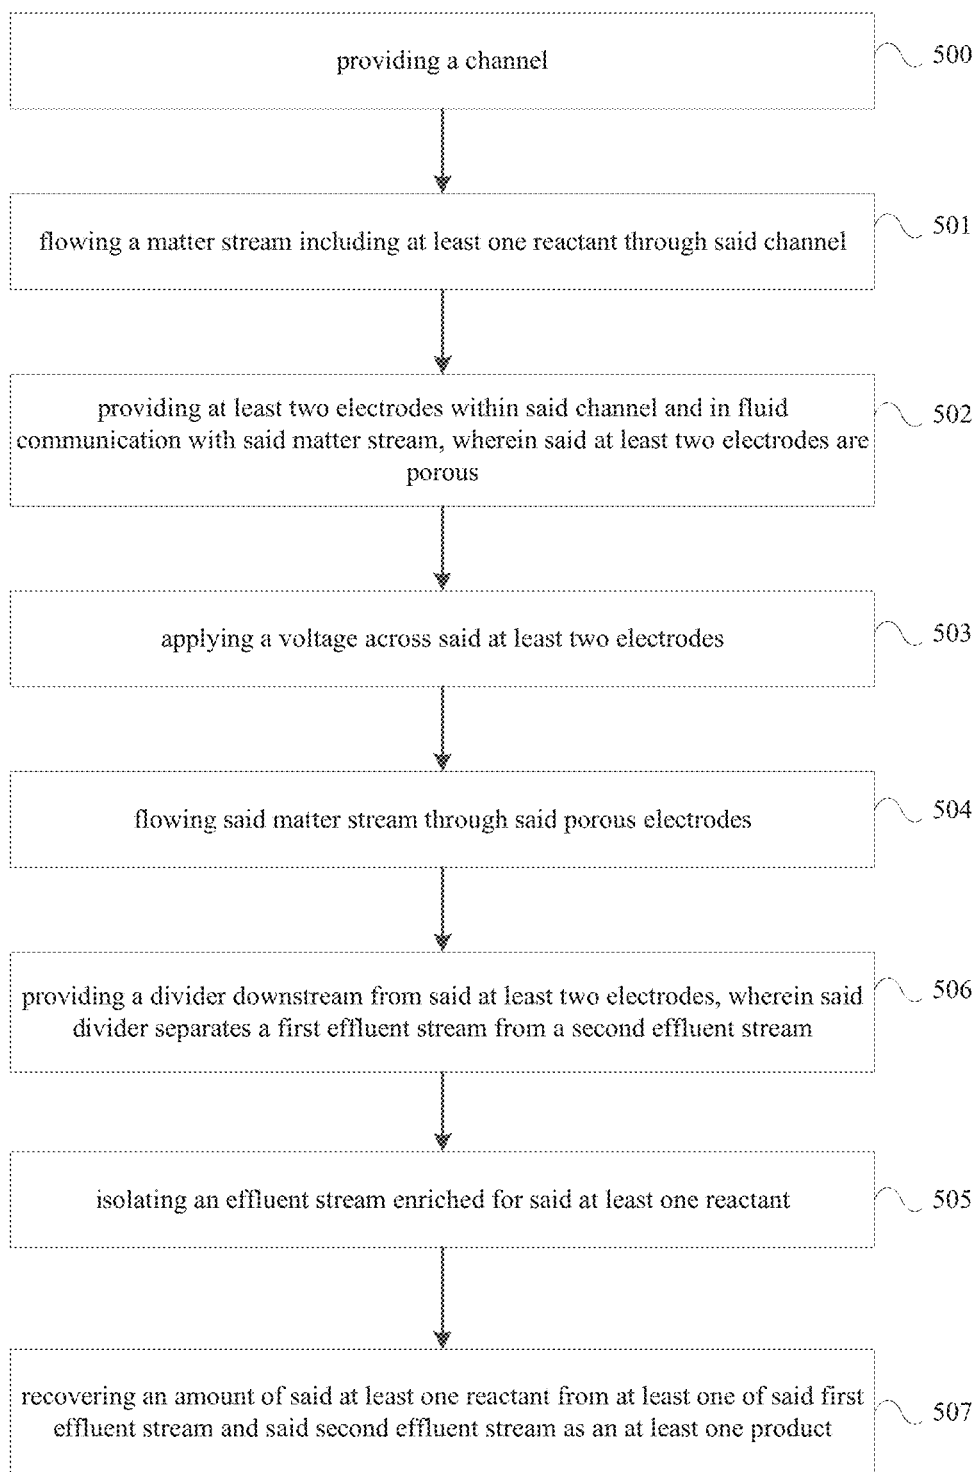 providing a channel
500
flowing a matter stream including at least one reactant through said channel
501
providing at least two electrodes within said channel and in fluid
communication with said matter stream, wherein said at least two electrodes are
porous
502
applying a voltage across said at least two electrodes
503
flowing said matter stream through said porous electrodes
504
providing a divider downstream from said at least two electrodes, wherein said
divider separates a first effluent stream from a second effluent stream
506
isolating an effluent stream enriched for said at least one reactant
505
recovering an amount of said at least one reactant from at least one of said first
effluent stream and said second effluent stream as an at least one product
507